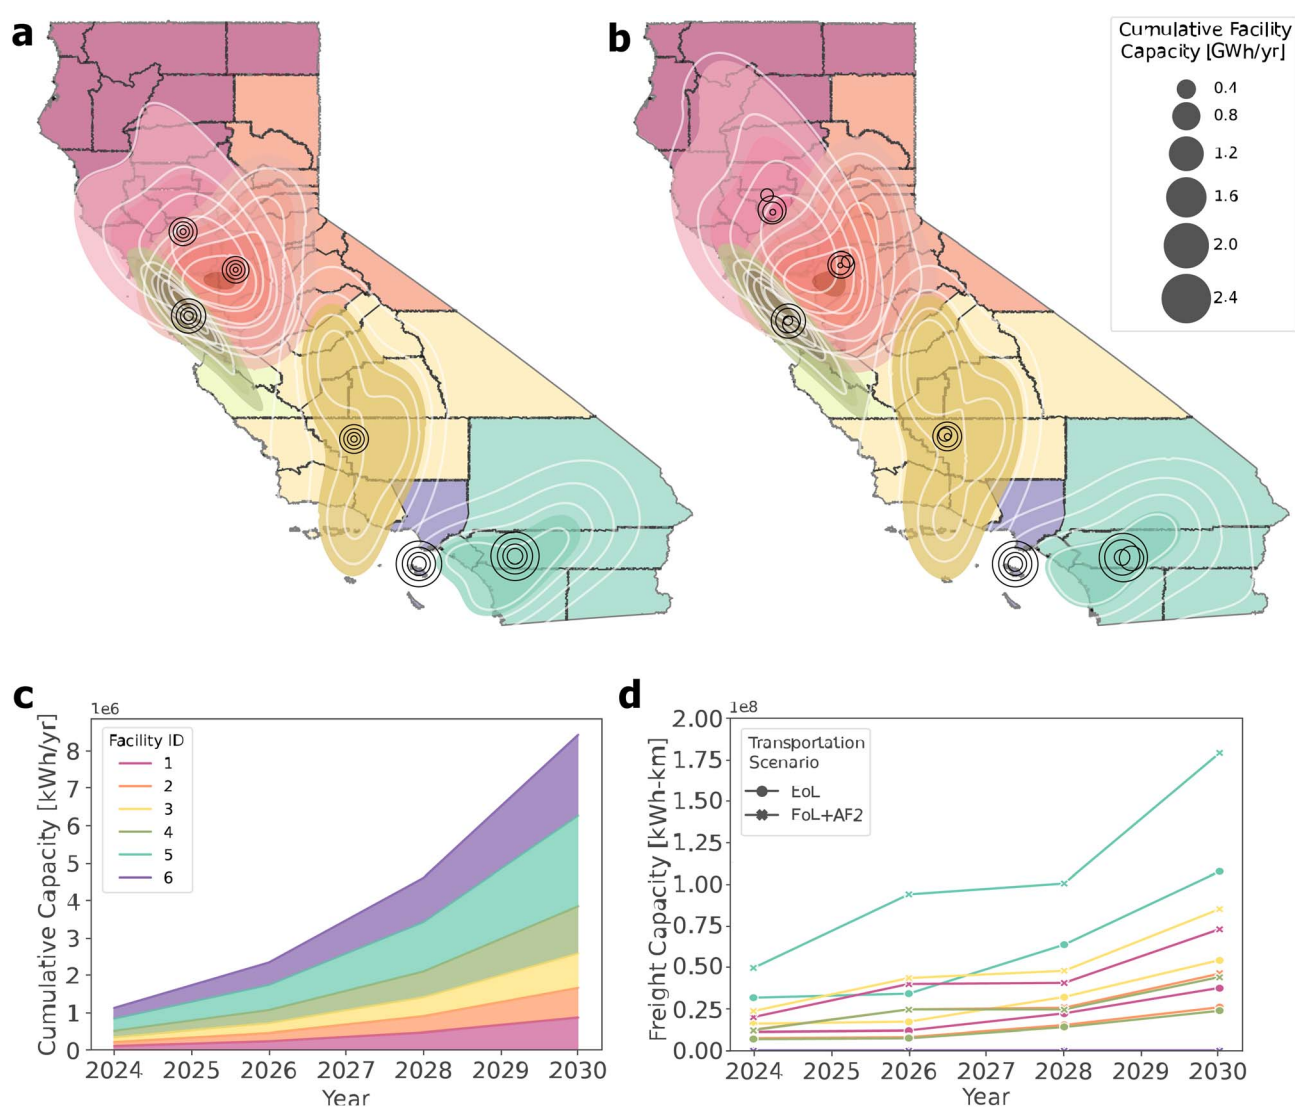 a
b
Cumulative Facility
Capacity [GWh/yr]
0.4
0.8
1.2
1.6
2.0
2.4
c
1e6
Cumulative Capacity [kWh/yr]
8
7
6
5
4
3
2
1
0
Facility ID
1
2
3
4
5
6
2024 2025 2026 2027 2028 2029 2030
Year
d
1e8
Freight Capacity [kWh-km]
2.00
1.75
1.50
1.25
1.00
0.75
0.50
0.25
0.00
Transportation
Scenario
EoL
EoL+AF2
2024 2025 2026 2027 2028 2029 2030
Year